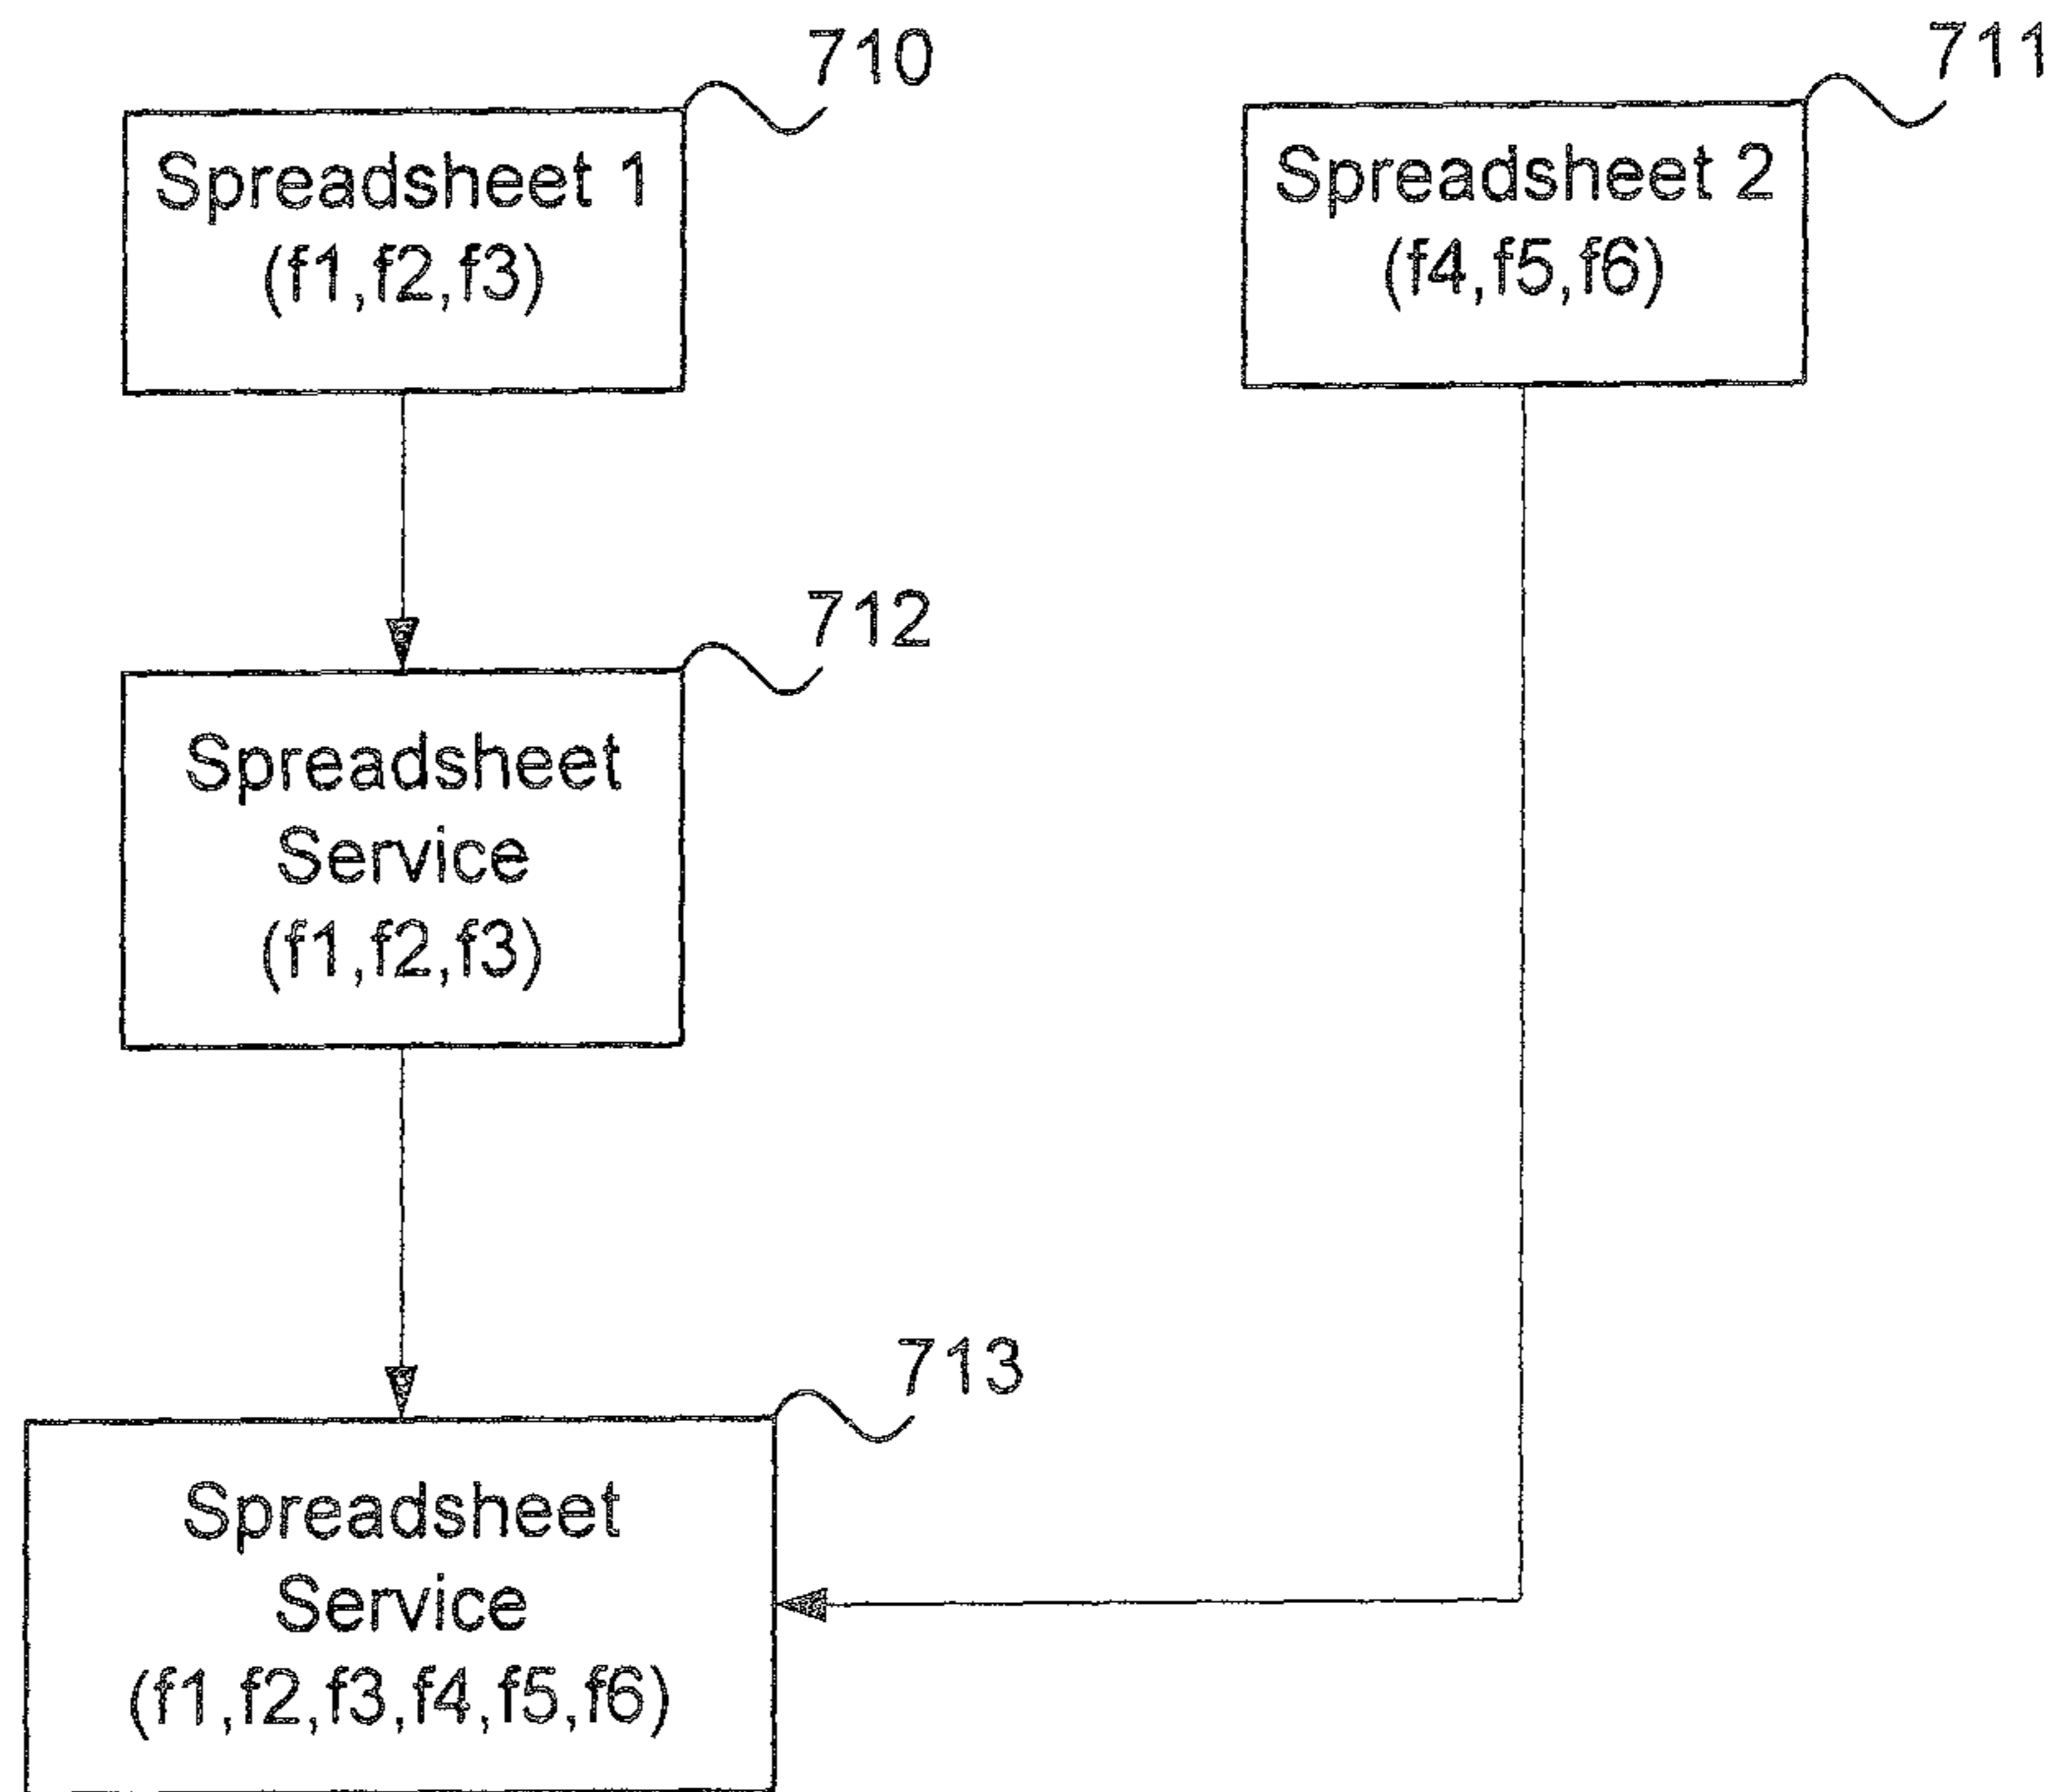 710
Spreadsheet 1
(f1,f2,f3)
711
Spreadsheet 2
(f4,f5,f6)
712
Spreadsheet
Service
(f1,f2,f3)
713
Spreadsheet
Service
(f1,f2,f3,f4,f5,f6)